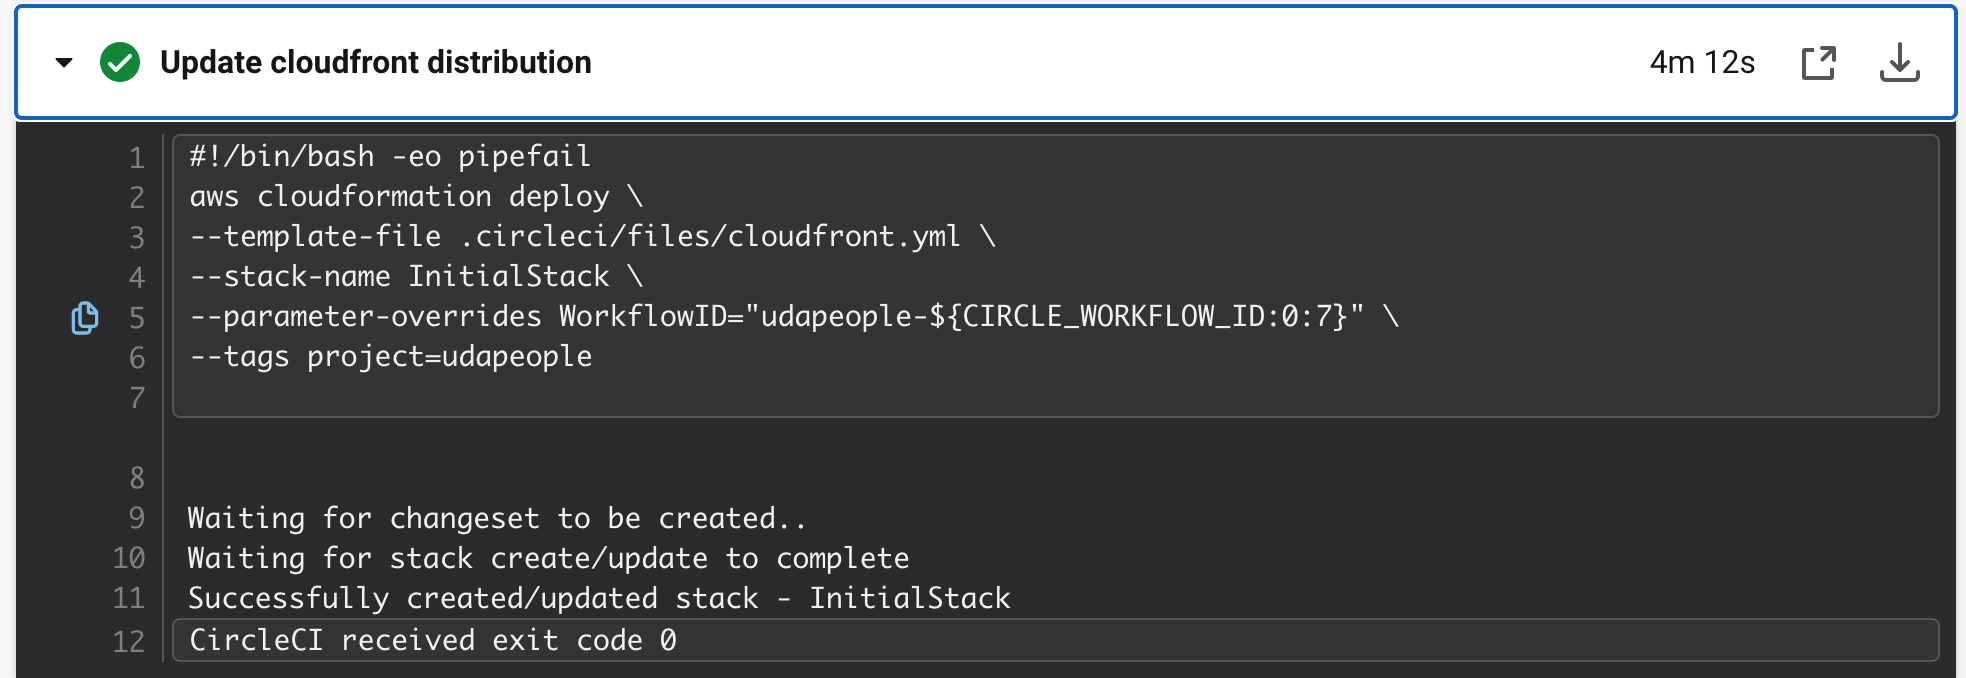 Update cloudfront distribution 4m 12s
1 #!/bin/bash -eo pipefail
2 aws cloudformation deploy \
3 --template-file .circleci/files/cloudfront.yml \
4 --stack-name InitialStack \
5 --parameter-overrides WorkflowID="udapeople-${CIRCLE_WORKFLOW_ID:0:7}" \
6 --tags project=udapeople
7
8
9 Waiting for changeset to be created..
10 Waiting for stack create/update to complete
11 Successfully created/updated stack - InitialStack
12 CircleCI received exit code 0